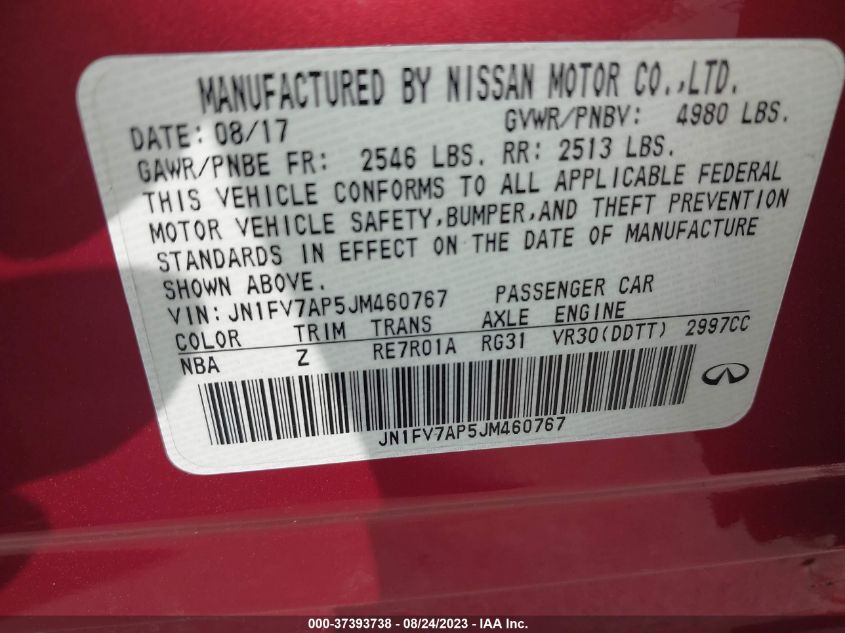 MANUFACTURED BY NISSAN MOTOR CO.,LTD.
DATE: 08/17 GVWR/PNBV: 4980 LBS.
GAWR/PNBE FR: 2546 LBS. RR: 2513 LBS.
THIS VEHICLE CONFORMS TO ALL APPLICABLE FEDERAL
MOTOR VEHICLE SAFETY,BUMPER,AND THEFT PREVENTION
STANDARDS IN EFFECT ON THE DATE OF MANUFACTURE
SHOWN ABOVE.
VIN: JN1FV7AP5JM460767 PASSENGER CAR
COLOR TRIM TRANS AXLE ENGINE
NBA Z RE7R01A RG31 VR30(DDTT) 2997CC
JN1FV7AP5JM460767
000-37393738 - 08/24/2023 - IAA Inc.